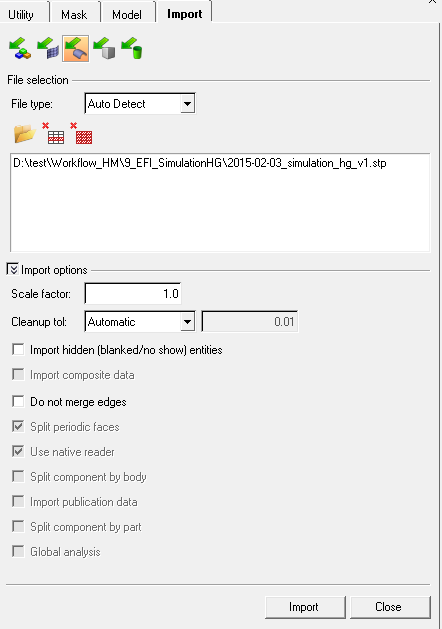 Utility Mask Model Import
File selection
File type: Auto Detect
D:\test\Workflow_HM\9_EFI_SimulationHG\2015-02-03_simulation_hg_v1.stp
Import options
Scale factor: 1.0
Cleanup tol: Automatic 0.01
Import hidden (blanked/no show) entities
Import composite data
Do not merge edges
Split periodic faces
Use native reader
Split component by body
Import publication data
Split component by part
Global analysis
Import Close